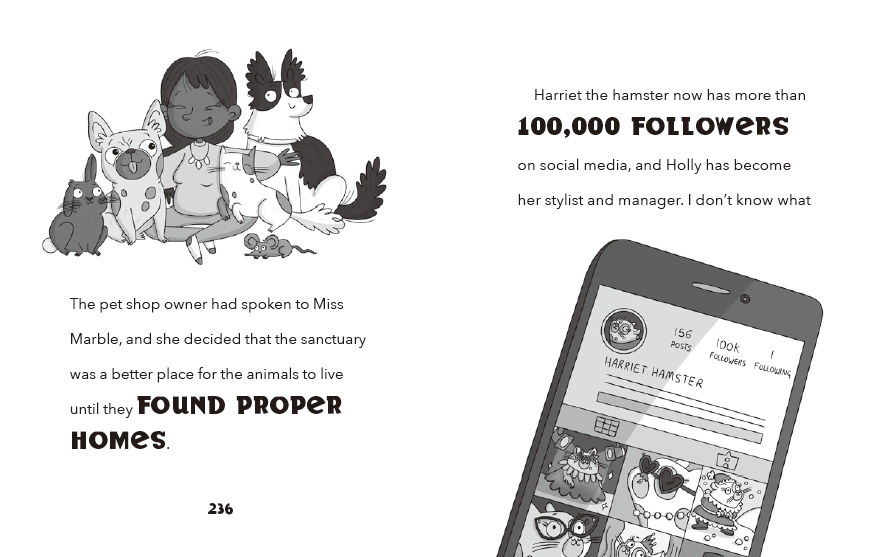 The pet shop owner had spoken to Miss
Marble, and she decided that the sanctuary
was a better place for the animals to live
until they FOUND PROPER
HOMES.
236
Harriet the hamster now has more than
100,000 FOLLOWERS
on social media, and Holly has become
her stylist and manager. I don’t know what
156 100K 1
POSTS FOLLOWERS FOLLOWING
HARRIET HAMSTER